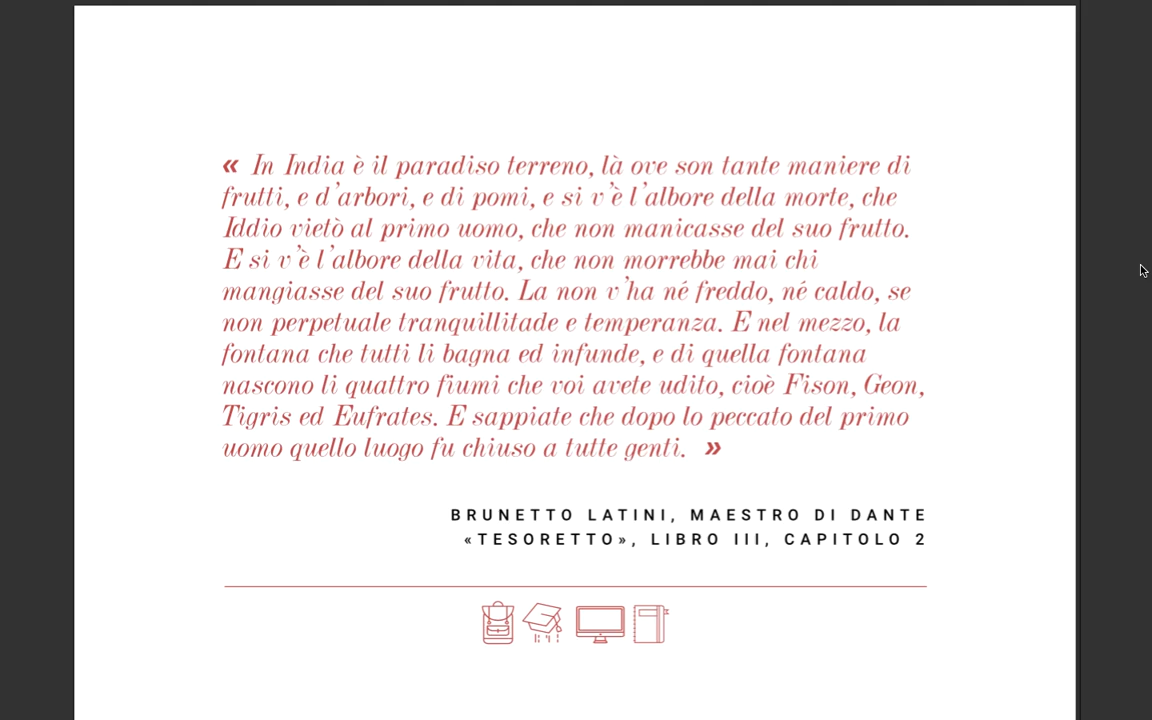 « In India è il paradiso terreno, là ove son tante maniere di
frutti, e d'arbori, e di pomi, e si v'è l'albore della morte, che
Iddio vietò al primo uomo, che non manicasse del suo frutto.
E si v'è l'albore della vita, che non morrebbe mai chi
mangiasse del suo frutto. La non v'ha né freddo, né caldo, se
non perpetuale tranquillitade e temperanza. E nel mezzo, la
fontana che tutti li bagna ed infunde, e di quella fontana
nascono li quattro fiumi che voi avete udito, cioè Fison, Geon,
Tigris ed Eufrates. E sappiate che dopo lo peccato del primo
uomo quello luogo fu chiuso a tutte genti. »
BRUNETTO LATINI, MAESTRO DI DANTE
«TESORETTO», LIBRO III, CAPITOLO 2